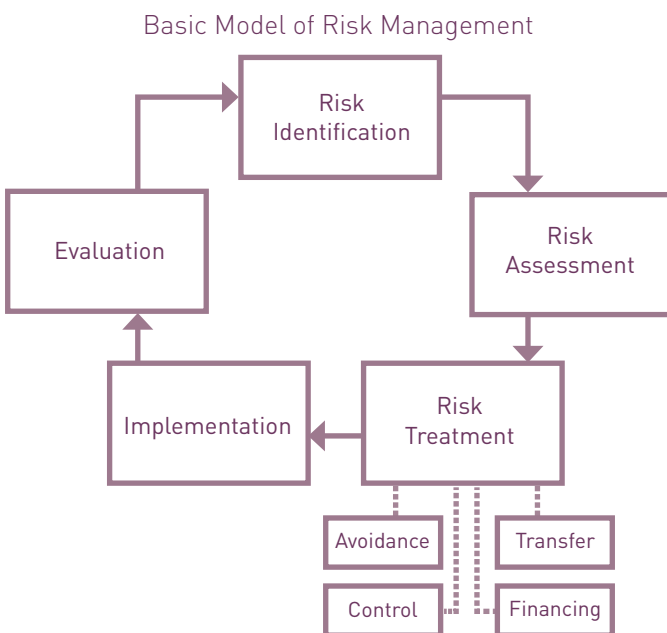 Basic Model of Risk Management
Risk
Identification
Risk
Assessment
Risk
Treatment
Implementation
Evaluation
Avoidance
Transfer
Control
Financing